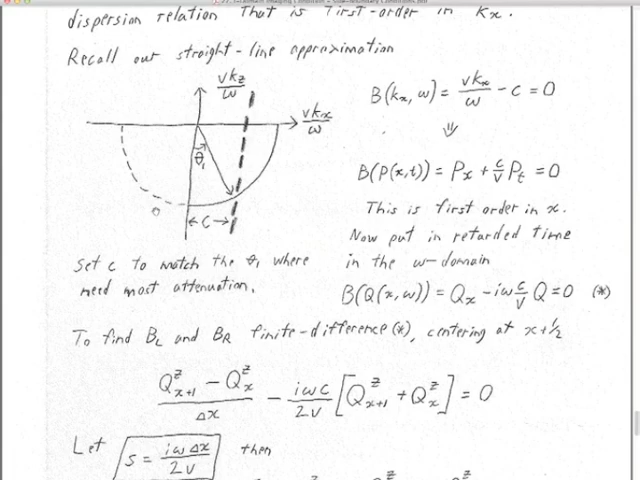 dispersion relation that is first-order in kx.
Recall out straight-line approximation
vkz/ω
vkx/ω
θ1
← C →
B(kx, ω) = vkx/ω - c = 0
⇓
B(P(x,t)) = Px + c/v Pt = 0
This is first order in x.
Now put in retarded time
in the ω-domain
B(Q(x,ω)) = Qx - iω c/v Q = 0 (*)
Set c to match the θ1 where
need most attenuation.
To find BL and BR finite-difference (*), centering at x+1/2
(Q^z_x+1 - Q^z_x)/Δx - iωc/2v [Q^z_x+1 + Q^z_x] = 0
Let s = iωΔx/2v then